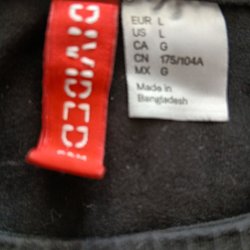 DIVIDED
EUR L
US L
CA G
CN 175/104A
MX G
Made in
Bangladesh